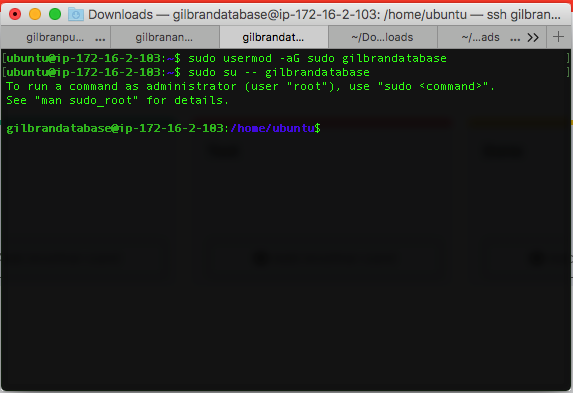 Downloads — gilbrandatabase@ip-172-16-2-103: /home/ubuntu — ssh gilbran...
gilbranpu... ... gilbranan... gilbrandat... ~/Do...loads ~/...ads ... >> +
[ubuntu@ip-172-16-2-103:~$ sudo usermod -aG sudo gilbrandatabase ]
[ubuntu@ip-172-16-2-103:~$ sudo su -- gilbrandatabase ]
To run a command as administrator (user "root"), use "sudo <command>".
See "man sudo_root" for details.
gilbrandatabase@ip-172-16-2-103:/home/ubuntu$